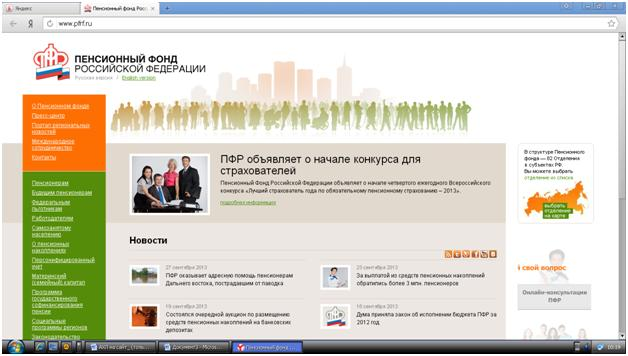 Яндекс
Пенсионный фонд Росс
www.pfrf.ru
ПЕНСИОННЫЙ ФОНД
РОССИЙСКОЙ ФЕДЕРАЦИИ
Русская версия / English version
О Пенсионном фонде
Пресс-центр
Портал региональных
новостей
Международное
сотрудничество
Контакты
Пенсионерам
Будущим пенсионерам
Федеральным
льготникам
Работодателям
Самозанятому
населению
О пенсионных
накоплениях
Персонифицированный
учет
Материнский
(семейный) капитал
Программа
государственного
софинансирования
пенсии
Социальные
программы регионов
Законодательство
ПФР объявляет о начале конкурса для
страхователей
Пенсионный Фонд Российской Федерации объявляет о начале четвертого ежегодного Всероссийского
конкурса «Лучший страхователь года по обязательному пенсионному страхованию – 2013».
подробная информация
В структуре Пенсионного
фонда — 82 Отделения
в субъектах РФ.
Вы можете выбрать
отделение из списка
выбрать
отделение
на карте
Новости
27 сентября 2013
ПФР оказывает адресную помощь пенсионерам
Дальнего востока, пострадавшим от паводка
25 сентября 2013
За выплатой из средств пенсионных накоплений
обратились более 3 млн. пенсионеров
19 сентября 2013
Состоялся очередной аукцион по размещению
средств пенсионных накоплений на банковских
депозитах
18 сентября 2013
Дума приняла закон об исполнении бюджета ПФР за
2012 год
й свой вопрос
Онлайн-консультации
ПФР
Документ3 - Micros...
Пенсионный фонд ...
10:19